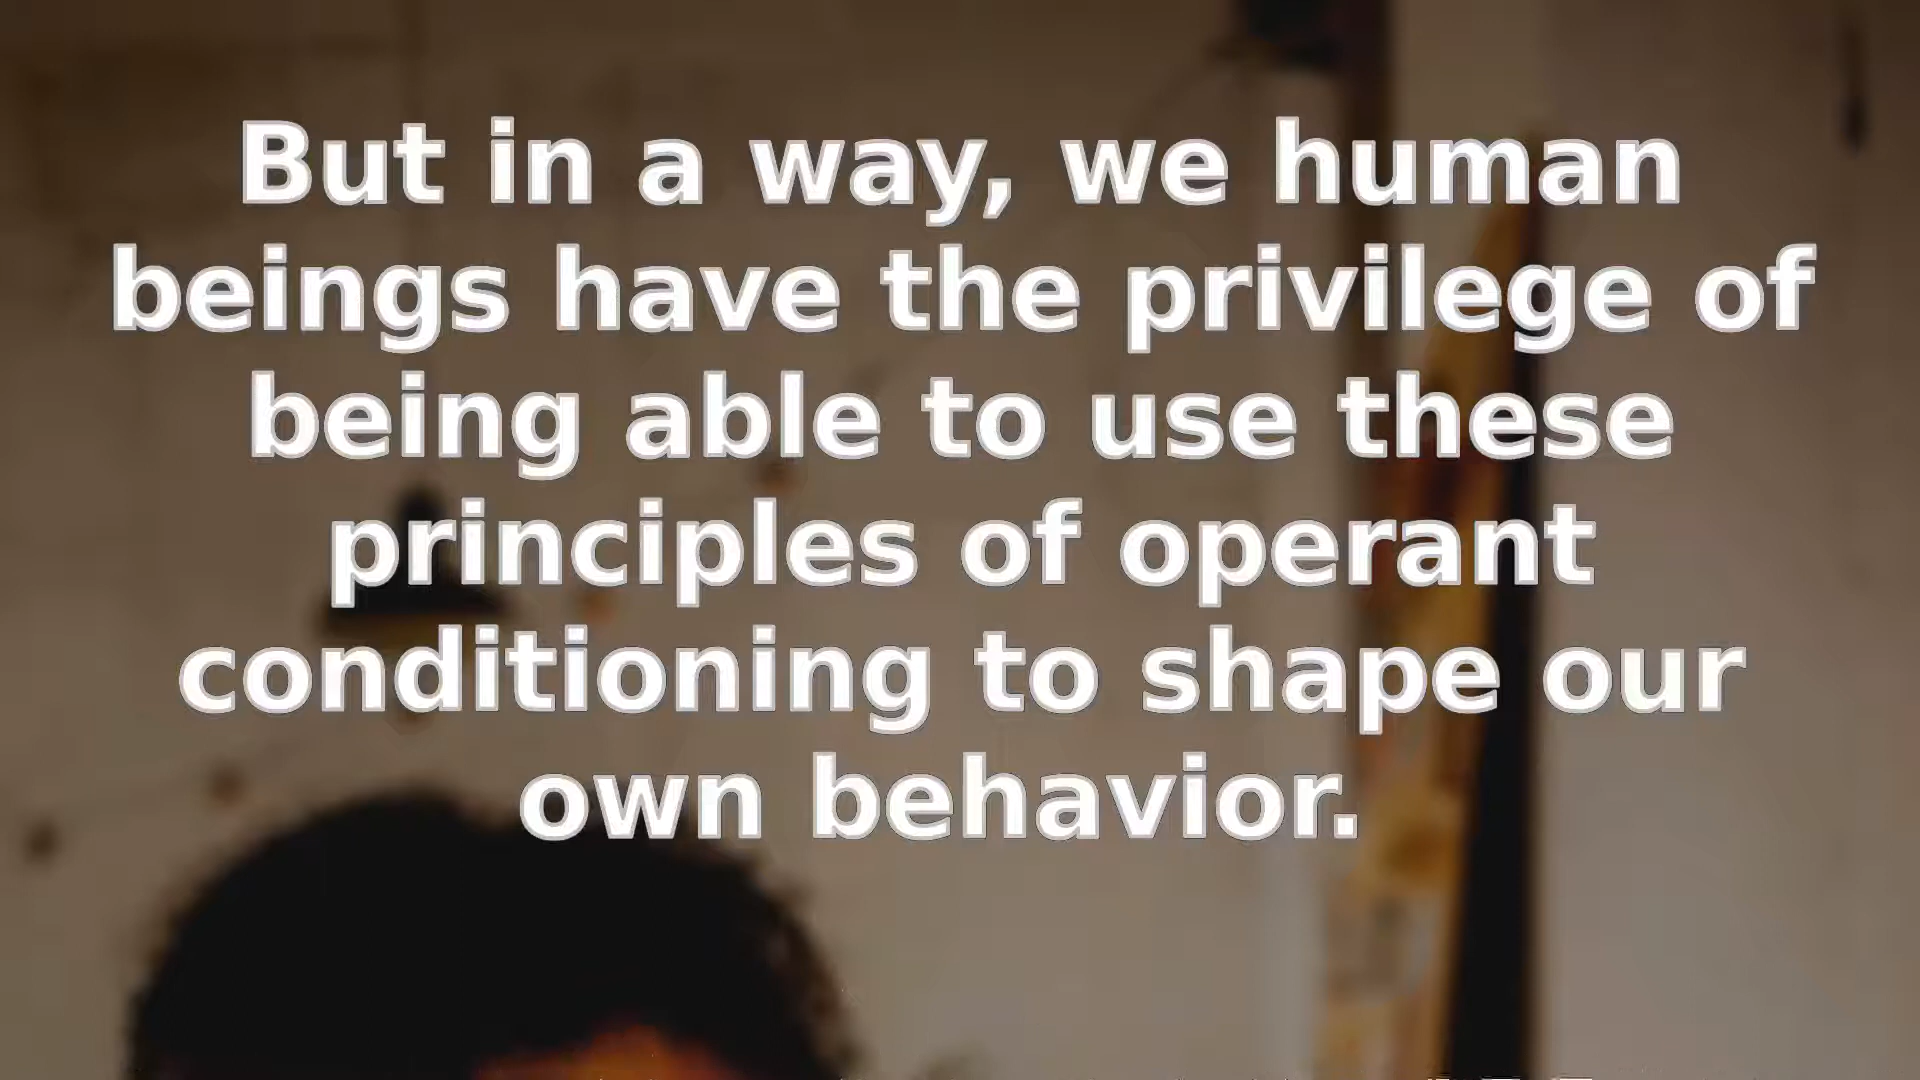 But in a way, we human
beings have the privilege of
being able to use these
principles of operant
conditioning to shape our
own behavior.